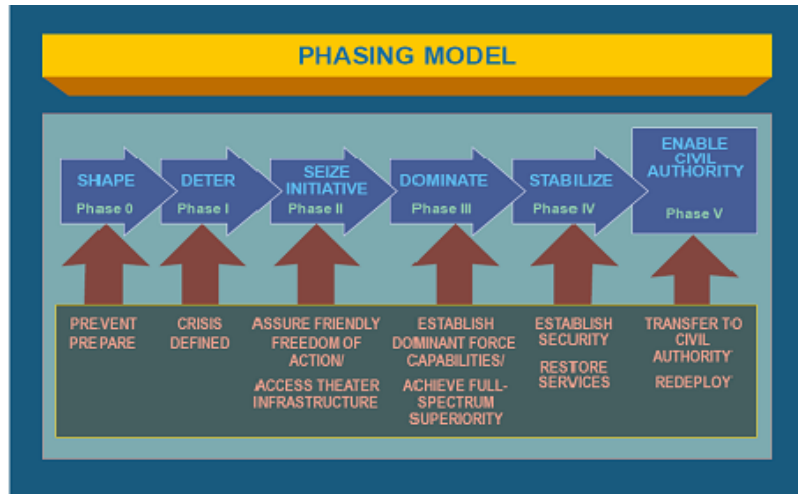 PHASING MODEL
SHAPE
Phase 0
DETER
Phase I
SEIZE
INITIATIVE
Phase II
DOMINATE
Phase III
STABILIZE
Phase IV
ENABLE
CIVIL
AUTHORITY
Phase V
PREVENT
PREPARE
CRISIS
DEFINED
ASSURE FRIENDLY
FREEDOM OF
ACTION/
ACCESS THEATER
INFRASTRUCTURE
ESTABLISH
DOMINANT FORCE
CAPABILITIES/
ACHIEVE FULL-
SPECTRUM
SUPERIORITY
ESTABLISH
SECURITY
RESTORE
SERVICES
TRANSFER TO
CIVIL
AUTHORITY
REDEPLOY